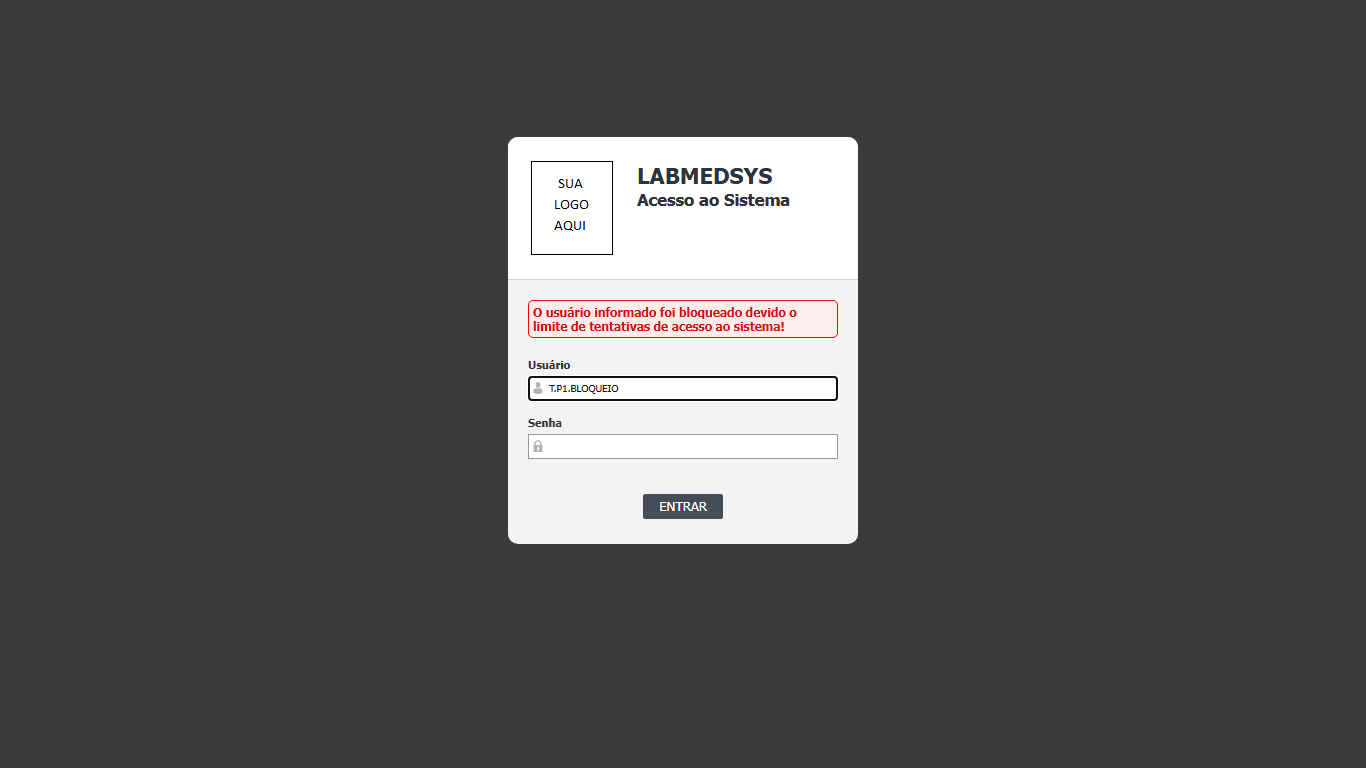 SUA
LOGO
AQUI
LABMEDSYS
Acesso ao Sistema
O usuário informado foi bloqueado devido o
limite de tentativas de acesso ao sistema!
Usuário
T.P1.BLOQUEIO
Senha
ENTRAR